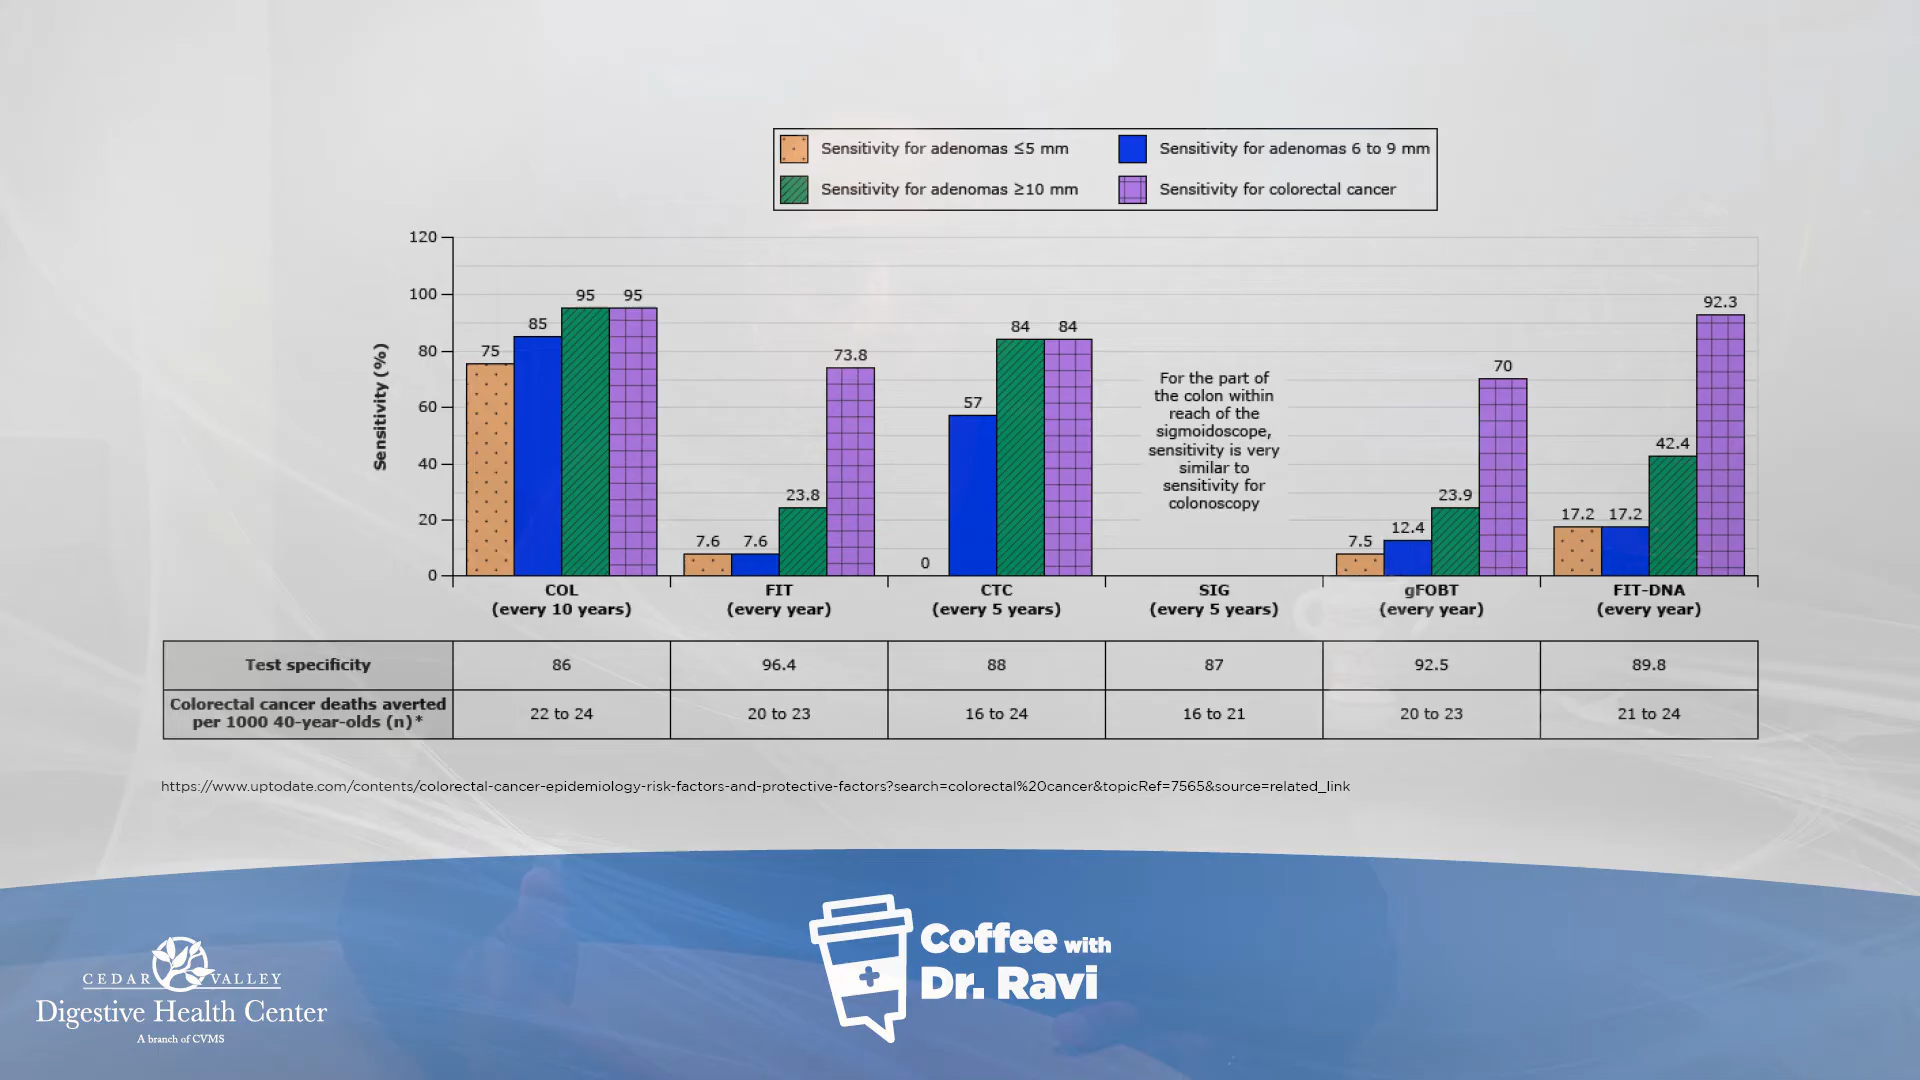 Sensitivity for adenomas ≤5 mm
Sensitivity for adenomas 6 to 9 mm
Sensitivity for adenomas ≥10 mm
Sensitivity for colorectal cancer
Sensitivity (%)
120
100
80
60
40
20
0
75
85
95
95
7.6
7.6
23.8
73.8
0
57
84
84
For the part of
the colon within
reach of the
sigmoidoscope,
sensitivity is very
similar to
sensitivity for
colonoscopy
7.5
12.4
23.9
70
17.2
17.2
42.4
92.3
COL
(every 10 years)
FIT
(every year)
CTC
(every 5 years)
SIG
(every 5 years)
gFOBT
(every year)
FIT-DNA
(every year)
Test specificity
86
96.4
88
87
92.5
89.8
Colorectal cancer deaths averted
per 1000 40-year-olds (n)*
22 to 24
20 to 23
16 to 24
16 to 21
20 to 23
21 to 24
https://www.uptodate.com/contents/colorectal-cancer-epidemiology-risk-factors-and-protective-factors?search=colorectal%20cancer&topicRef=7565&source=related_link
CEDAR VALLEY
Digestive Health Center
A branch of CVMS
Coffee with
Dr. Ravi